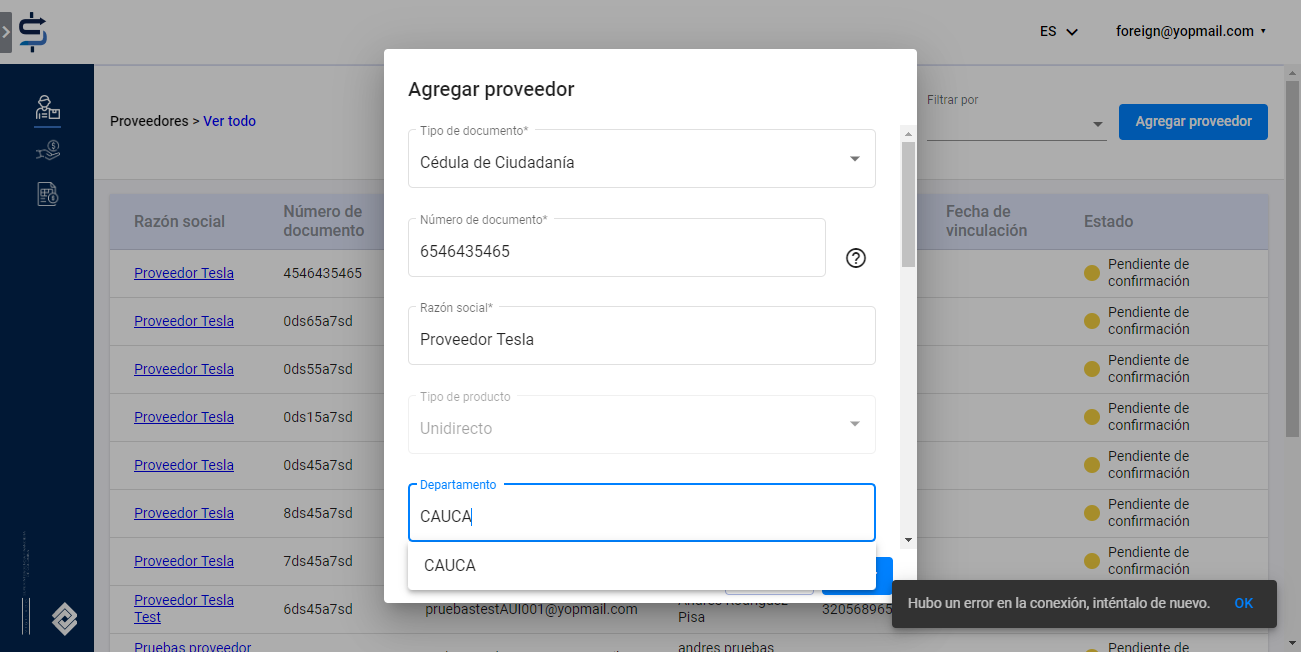 ES
foreign@yopmail.com
Proveedores > Ver todo
Filtrar por
Agregar proveedor
Razón social
Número de
documento
Fecha de
vinculación
Estado
Proveedor Tesla
4546435465
Pendiente de
confirmación
Proveedor Tesla
0ds65a7sd
Pendiente de
confirmación
Proveedor Tesla
0ds55a7sd
Pendiente de
confirmación
Proveedor Tesla
0ds15a7sd
Pendiente de
confirmación
Proveedor Tesla
0ds45a7sd
Pendiente de
confirmación
Proveedor Tesla
8ds45a7sd
Pendiente de
confirmación
Proveedor Tesla
7ds45a7sd
Pendiente de
confirmación
Proveedor Tesla
Test
6ds45a7sd
pruebastestAUI001@yopmail.com
Andres Rodriguez
Pisa
320568965
Pruebas proveedor
andres pruebas
Pendiente de
Agregar proveedor
Tipo de documento*
Cédula de Ciudadanía
Número de documento*
6546435465
Razón social*
Proveedor Tesla
Tipo de producto
Unidirecto
Departamento
CAUCA
CAUCA
Hubo un error en la conexión, inténtalo de nuevo.
OK